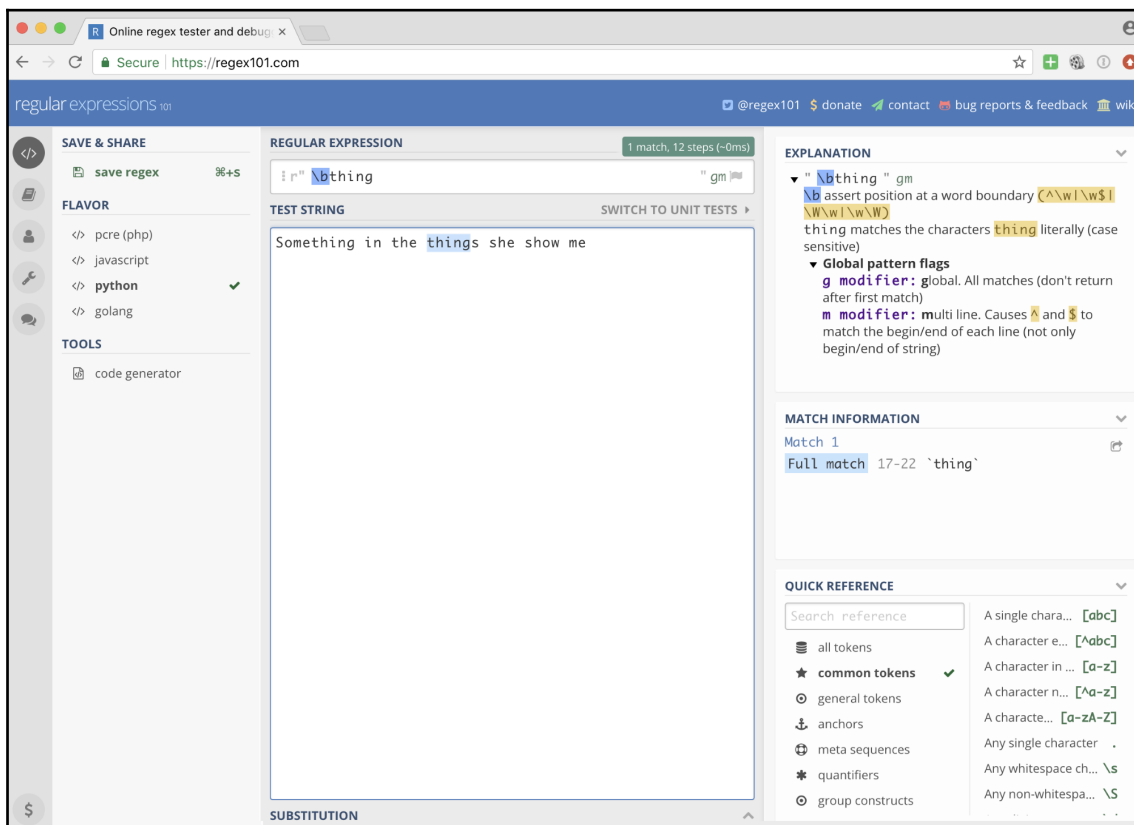 R Online regex tester and debug
Secure https://regex101.com
regular expressions 101
@regex101 $ donate contact bug reports & feedback wik
</>
SAVE & SHARE
save regex ⌘+S
FLAVOR
</> pcre (php)
</> javascript
</> python
</> golang
TOOLS
code generator
$
REGULAR EXPRESSION
1 match, 12 steps (~0ms)
r" \bthing " gm
TEST STRING SWITCH TO UNIT TESTS
Something in the things she show me
SUBSTITUTION
EXPLANATION
" \bthing " gm
\b assert position at a word boundary (^\w|\w$|
\W\w|\w\W)
thing matches the characters thing literally (case
sensitive)
Global pattern flags
g modifier: global. All matches (don't return
after first match)
m modifier: multi line. Causes ^ and $ to
match the begin/end of each line (not only
begin/end of string)
MATCH INFORMATION
Match 1
Full match 17-22 `thing`
QUICK REFERENCE
Search reference
all tokens
common tokens
general tokens
anchors
meta sequences
quantifiers
group constructs
A single chara... [abc]
A character e... [^abc]
A character in ... [a-z]
A character n... [^a-z]
A characte... [a-zA-Z]
Any single character .
Any whitespace ch... \s
Any non-whitespa... \S